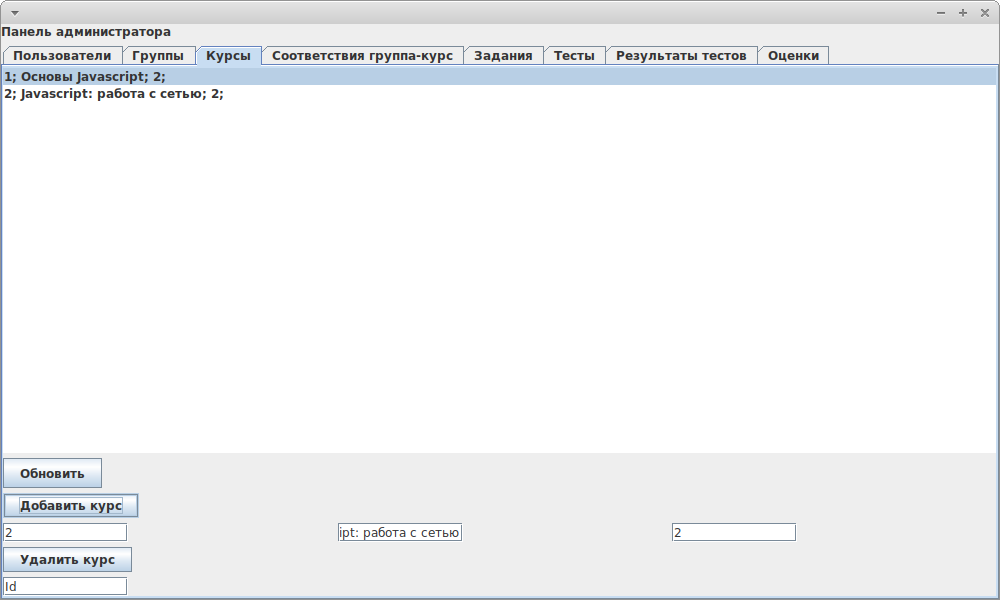 Панель администратора
Пользователи Группы Курсы Соответствия группа-курс Задания Тесты Результаты тестов Оценки
1; Основы Javascript; 2;
2; Javascript: работа с сетью; 2;
Обновить
Добавить курс
2 ipt: работа с сетью 2
Удалить курс
Id